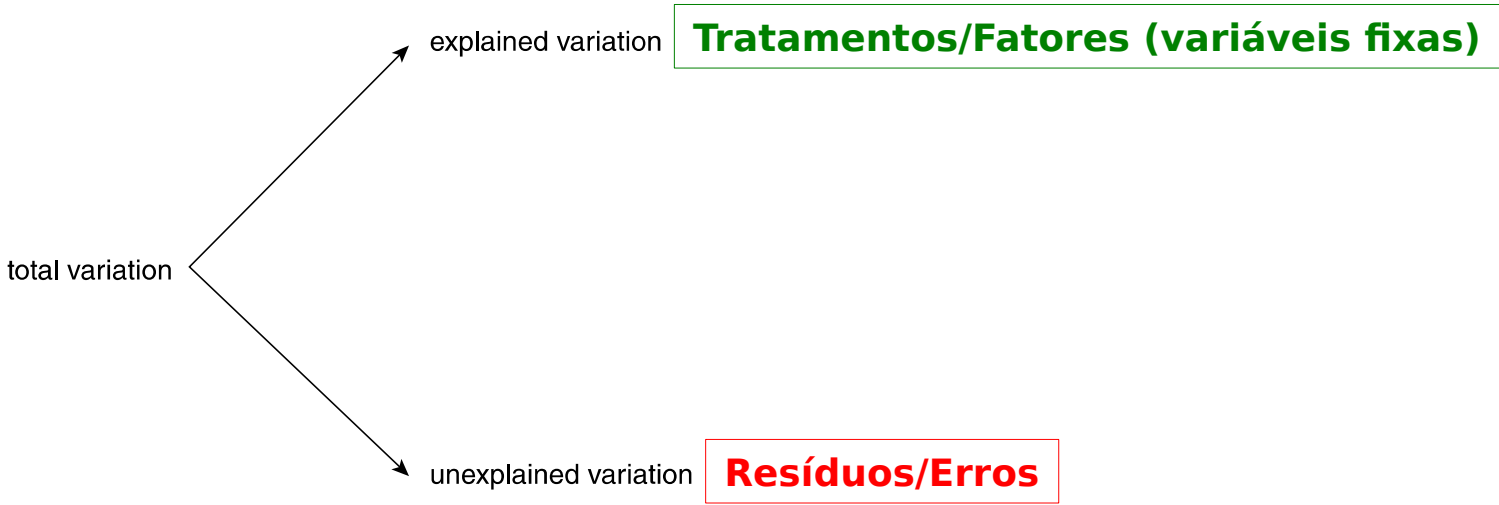 explained variation Tratamentos/Fatores (variáveis fixas)
total variation
unexplained variation Resíduos/Erros